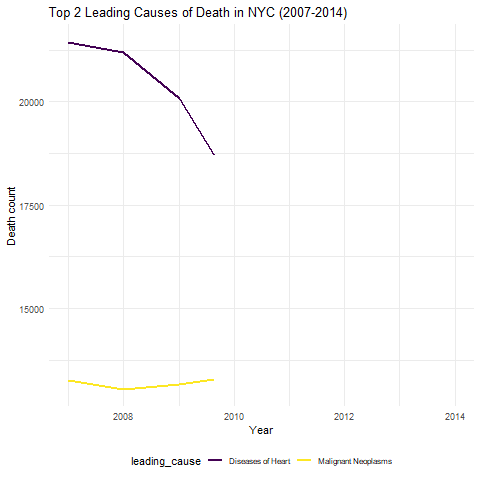 Top 2 Leading Causes of Death in NYC (2007-2014)
Death count
20000
17500
15000
2008 2010 2012 2014
Year
leading_cause Diseases of Heart Malignant Neoplasms